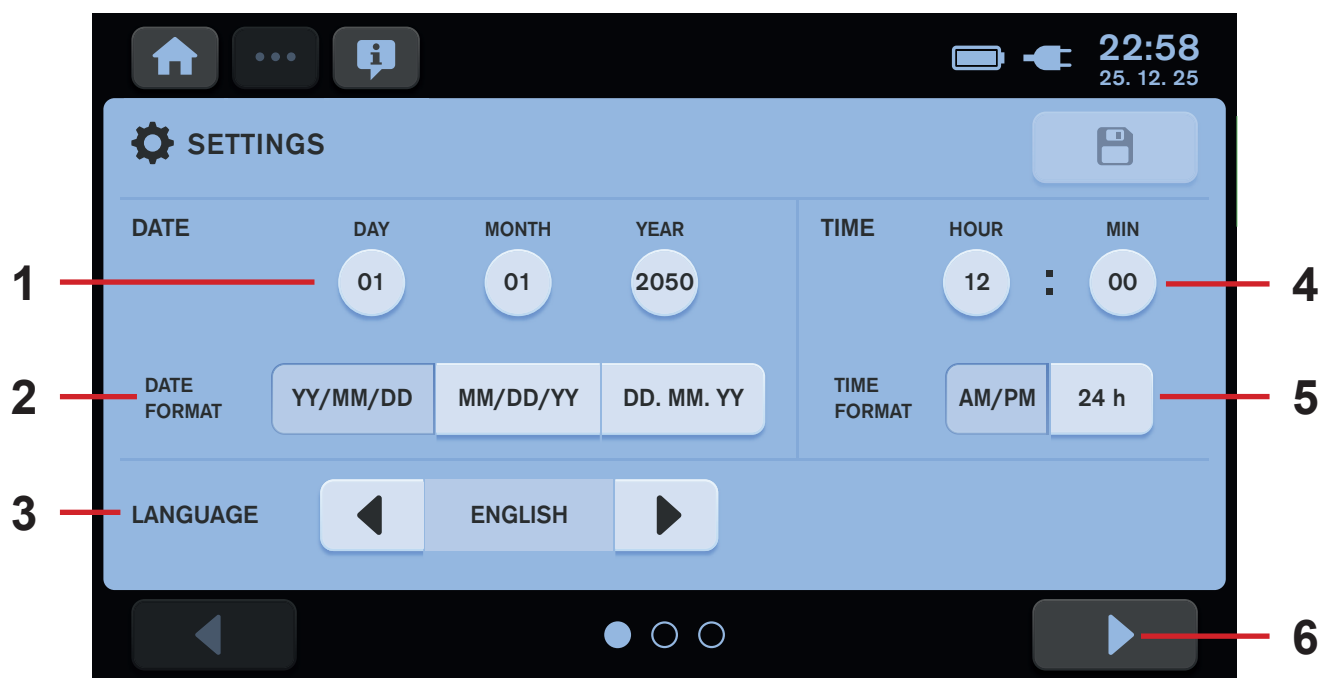 22:58
25. 12. 25
SETTINGS
DATE DAY MONTH YEAR TIME HOUR MIN
1 01 01 2050 12 : 00 4
2 DATE FORMAT YY/MM/DD MM/DD/YY DD. MM. YY TIME FORMAT AM/PM 24 h 5
3 LANGUAGE ENGLISH
6